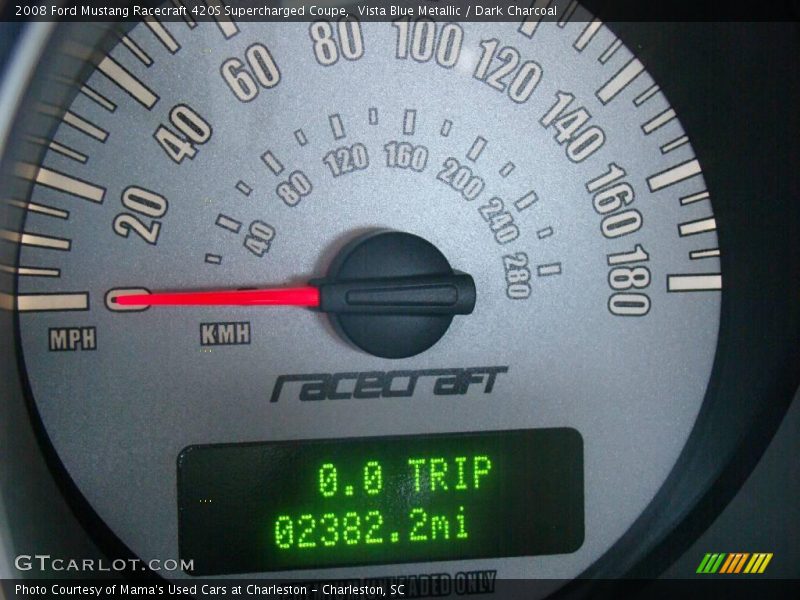 2008 Ford Mustang Racecraft 420S Supercharged Coupe, Vista Blue Metallic / Dark Charcoal
0 20 40 60 80 100 120 140 160 180
40 80 120 160 200 240 280
MPH
KMH
racecraft
0.0 TRIP
02382.2mi
UNLEADED ONLY
GTCARLOT.COM
Photo Courtesy of Mama's Used Cars at Charleston - Charleston, SC